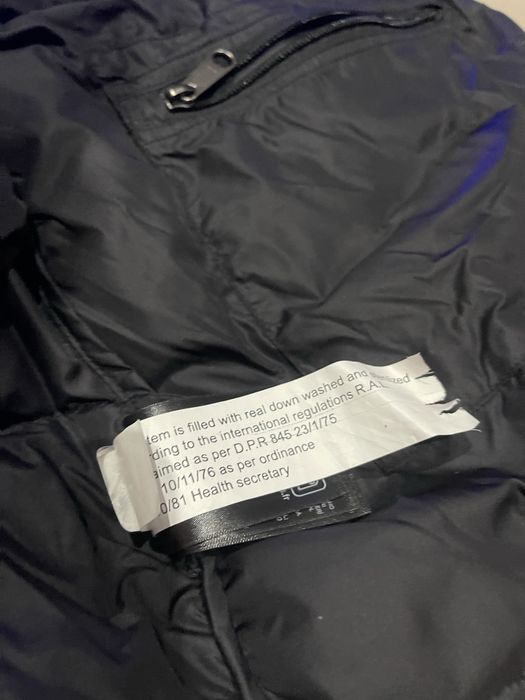 tem is filled with real down washed and
rding to the international regulations R.A.L
aimed as per D.P.R 845 23/1/75
10/11/76 as per ordinance
0/81 Health secretary